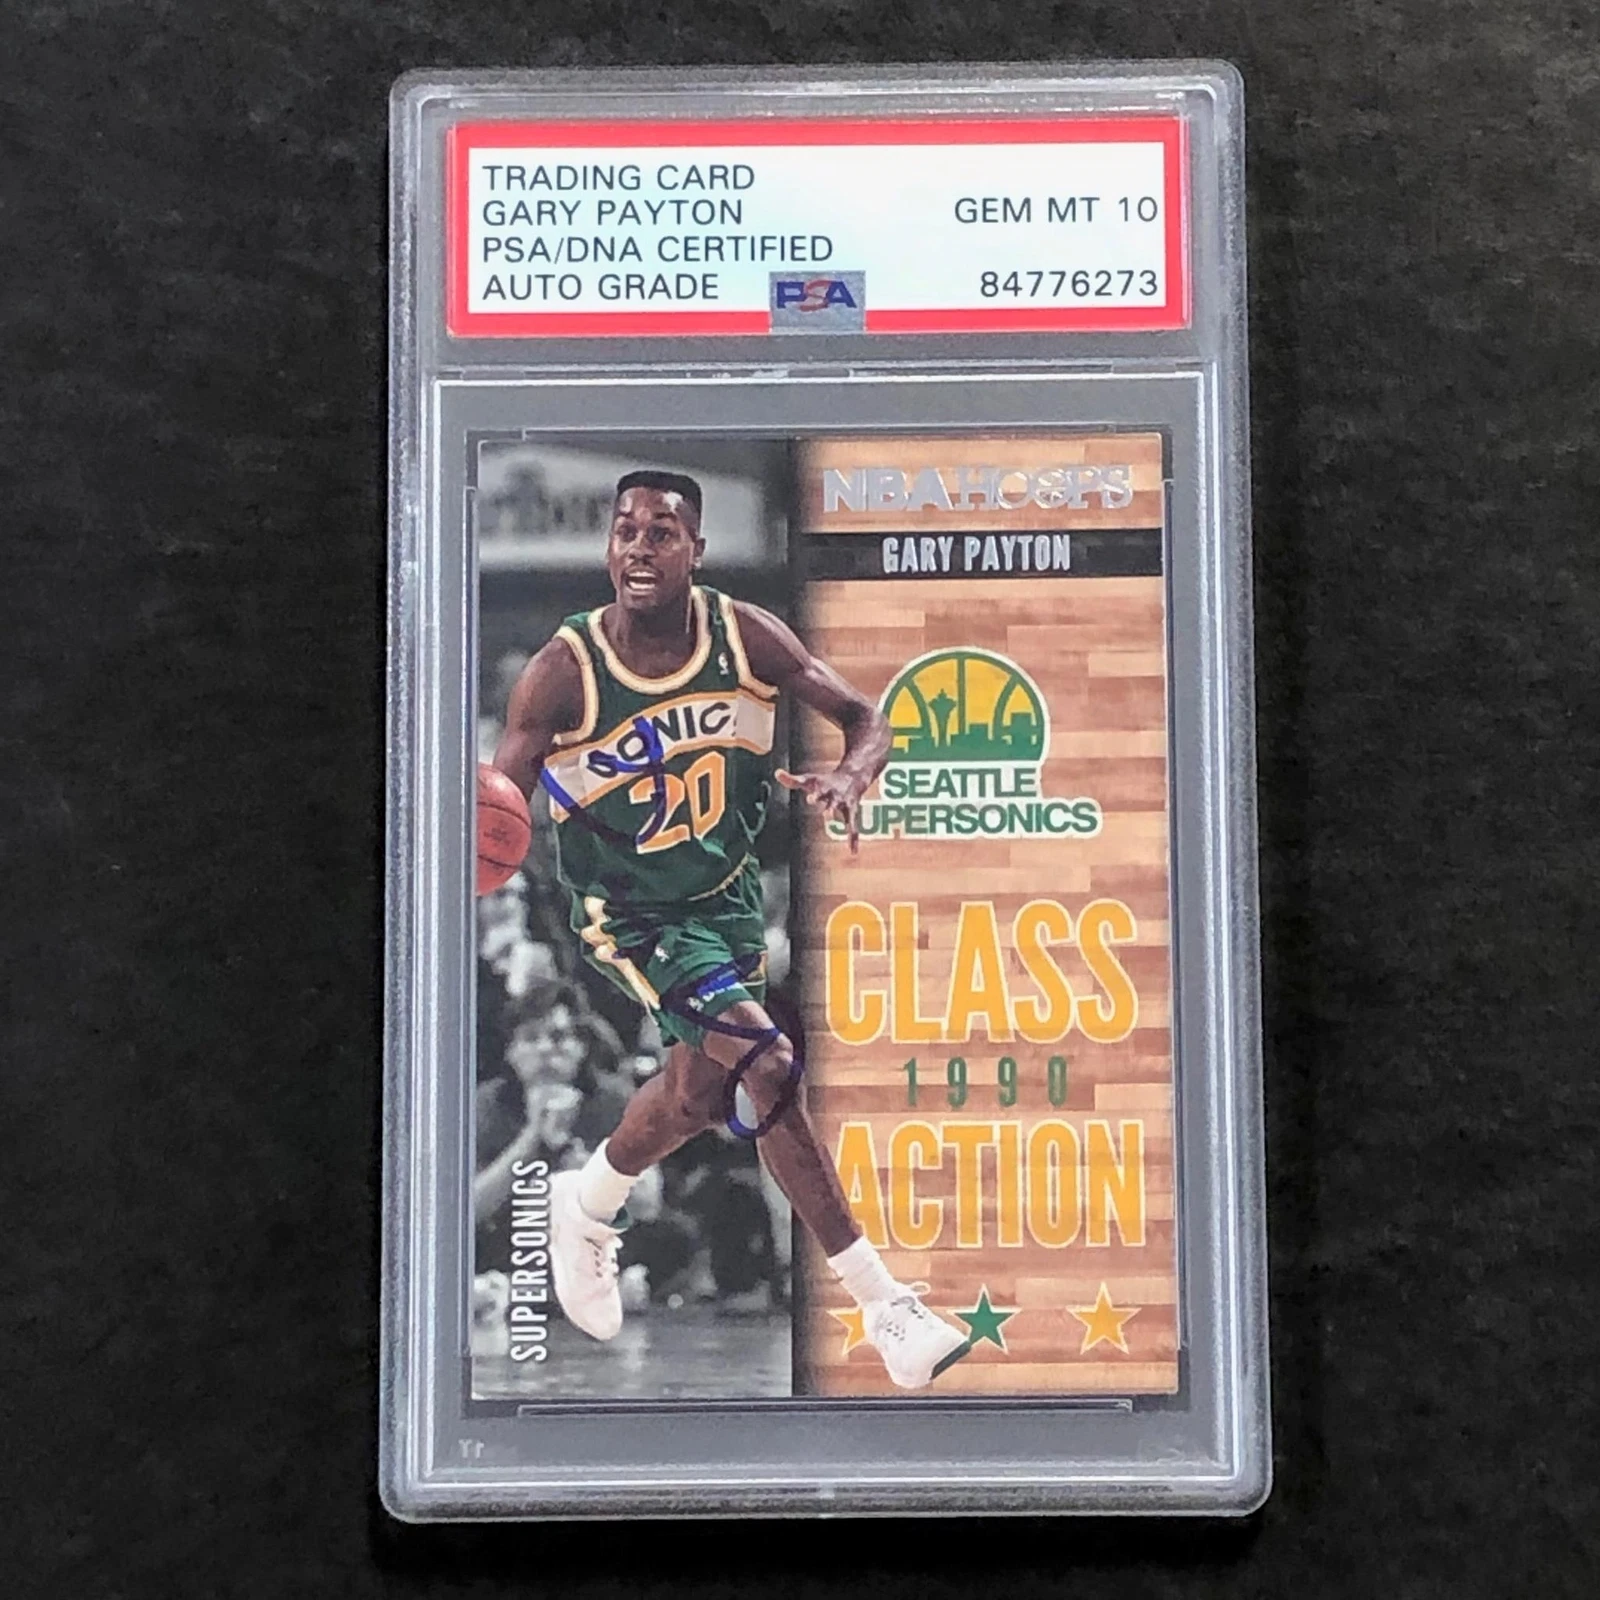 TRADING CARD
GARY PAYTON
PSA/DNA CERTIFIED
AUTO GRADE
GEM MT 10
84776273
PSA
NBA HOOPS
GARY PAYTON
SONICS
20
SEATTLE
SUPERSONICS
CLASS
1990
ACTION
SUPERSONICS